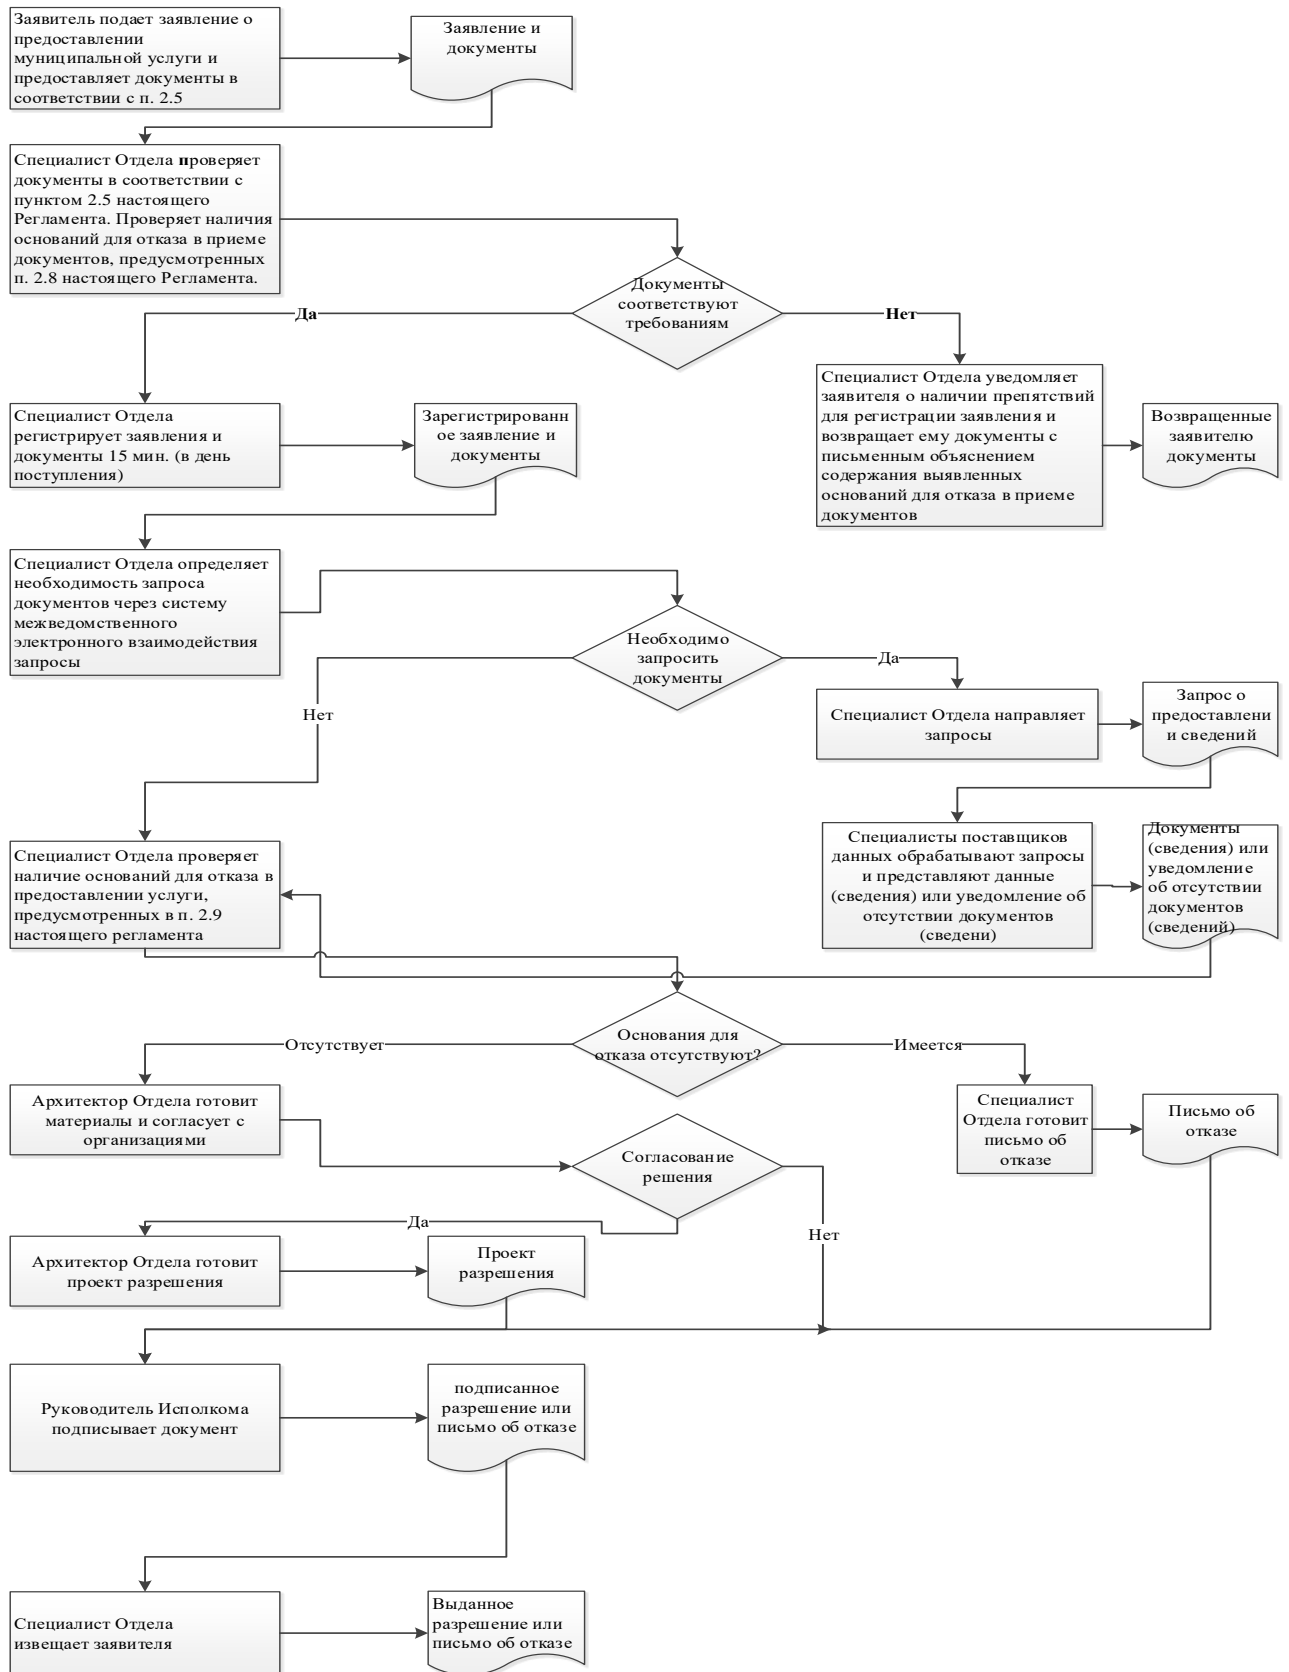 Заявитель подает заявление о
предоставлении
муниципальной услуги и
предоставляет документы в
соответствии с п. 2.5
Заявление и
документы
Специалист Отдела проверяет
документы в соответствии с
пунктом 2.5 настоящего
Регламента. Проверяет наличия
оснований для отказа в приеме
документов, предусмотренных
п. 2.8 настоящего Регламента.
Документы
соответствуют
требованиям
Да
Нет
Специалист Отдела
регистрирует заявления и
документы 15 мин. (в день
поступления)
Зарегистрированн
ое заявление и
документы
Специалист Отдела уведомляет
заявителя о наличии препятствий
для регистрации заявления и
возвращает ему документы с
письменным объяснением
содержания выявленных
оснований для отказа в приеме
документов
Возвращенные
заявителю
документы
Специалист Отдела определяет
необходимость запроса
документов через систему
межведомственного
электронного взаимодействия
запросы
Необходимо
запросить
документы
Да
Нет
Специалист Отдела направляет
запросы
Запрос о
предоставлени
и сведений
Специалисты поставщиков
данных обрабатывают запросы
и представляют данные
(сведения) или уведомление об
отсутствии документов
(сведени)
Документы
(сведения) или
уведомление
об отсутствии
документов
(сведений)
Специалист Отдела проверяет
наличие оснований для отказа в
предоставлении услуги,
предусмотренных в п. 2.9
настоящего регламента
Основания для
отказа отсутствуют?
Отсутствует
Имеется
Архитектор Отдела готовит
материалы и согласует с
организациями
Специалист
Отдела готовит
письмо об
отказе
Письмо об
отказе
Согласование
решения
Да
Нет
Архитектор Отдела готовит
проект разрешения
Проект
разрешения
Руководитель Исполкома
подписывает документ
подписанное
разрешение или
письмо об отказе
Специалист Отдела
извещает заявителя
Выданное
разрешение или
письмо об отказе